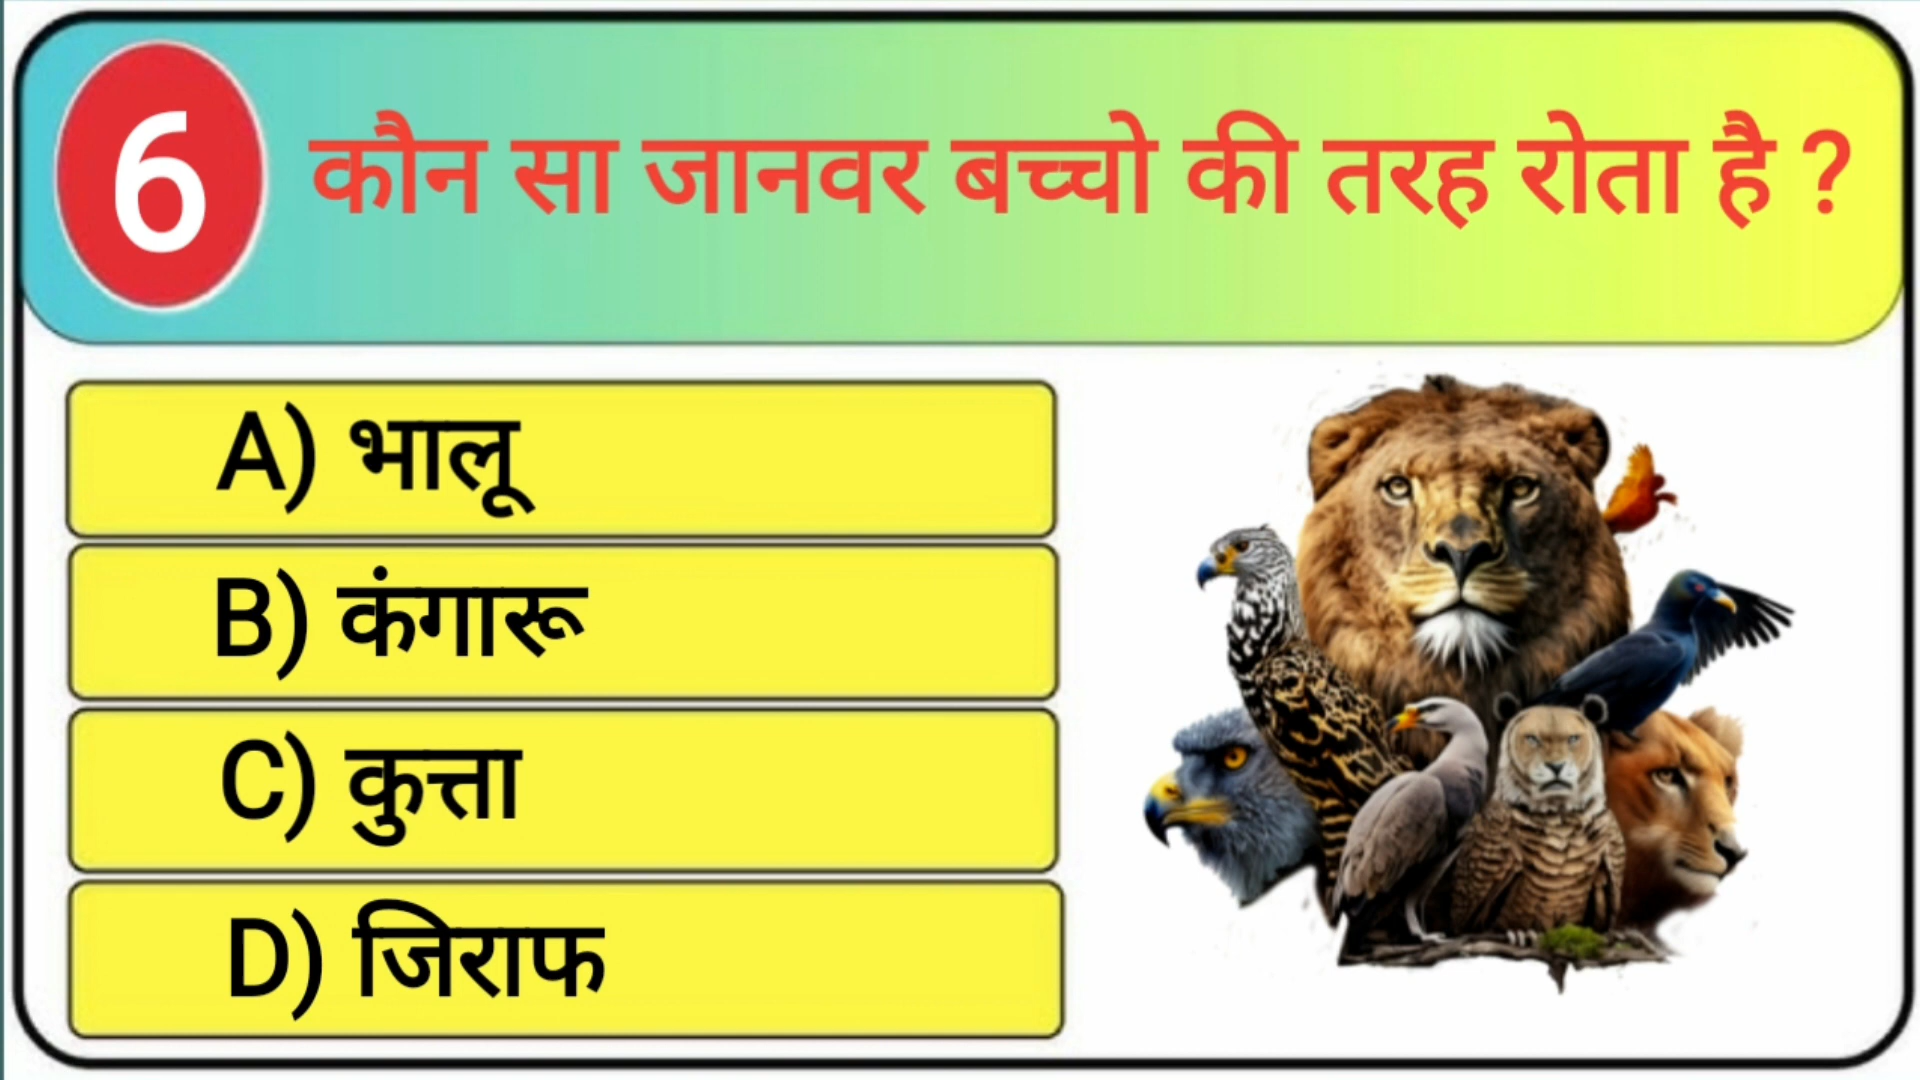 6
कौन सा जानवर बच्चो की तरह रोता है ?
A) भालू
B) कंगारू
C) कुत्ता
D) जिराफ